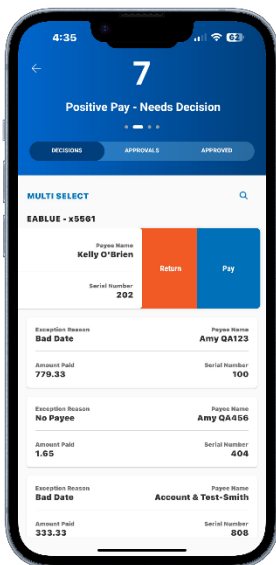 4:35
62
7
Positive Pay - Needs Decision
DECISIONS APPROVALS APPROVED
MULTI SELECT
EABLUE - x5561
Payee Name
Kelly O'Brien
Return Pay
Serial Number
202
Exception Reason Payee Name
Bad Date Amy QA123
Amount Paid Serial Number
779.33 100
Exception Reason Payee Name
No Payee Amy QA456
Amount Paid Serial Number
1.65 404
Exception Reason Payee Name
Bad Date Account & Test-Smith
Amount Paid Serial Number
333.33 808